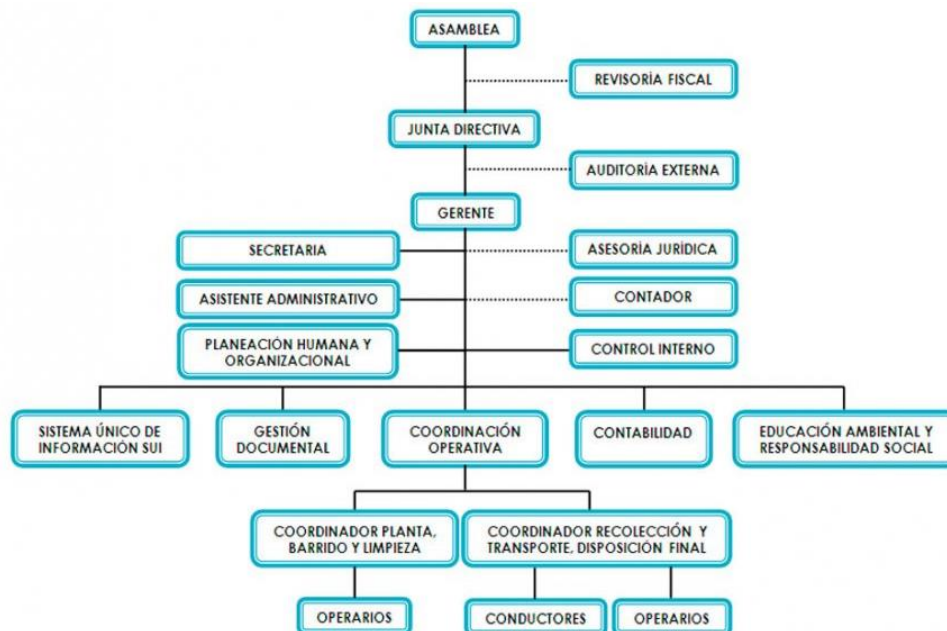 ASAMBLEA
REVISORÍA FISCAL
JUNTA DIRECTIVA
AUDITORÍA EXTERNA
GERENTE
SECRETARIA
ASESORÍA JURÍDICA
ASISTENTE ADMINISTRATIVO
CONTADOR
PLANEACIÓN HUMANA Y
ORGANIZACIONAL
CONTROL INTERNO
SISTEMA ÚNICO DE
INFORMACIÓN SUI
GESTIÓN
DOCUMENTAL
COORDINACIÓN
OPERATIVA
CONTABILIDAD
EDUCACIÓN AMBIENTAL Y
RESPONSABILIDAD SOCIAL
COORDINADOR PLANTA,
BARRIDO Y LIMPIEZA
COORDINADOR RECOLECCIÓN Y
TRANSPORTE, DISPOSICIÓN FINAL
OPERARIOS
CONDUCTORES
OPERARIOS